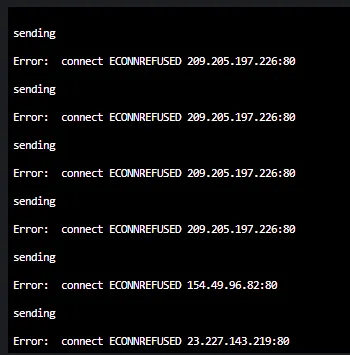 sending
Error:  connect ECONNREFUSED 209.205.197.226:80
sending
Error:  connect ECONNREFUSED 209.205.197.226:80
sending
Error:  connect ECONNREFUSED 209.205.197.226:80
sending
Error:  connect ECONNREFUSED 209.205.197.226:80
sending
Error:  connect ECONNREFUSED 154.49.96.82:80
sending
Error:  connect ECONNREFUSED 23.227.143.219:80